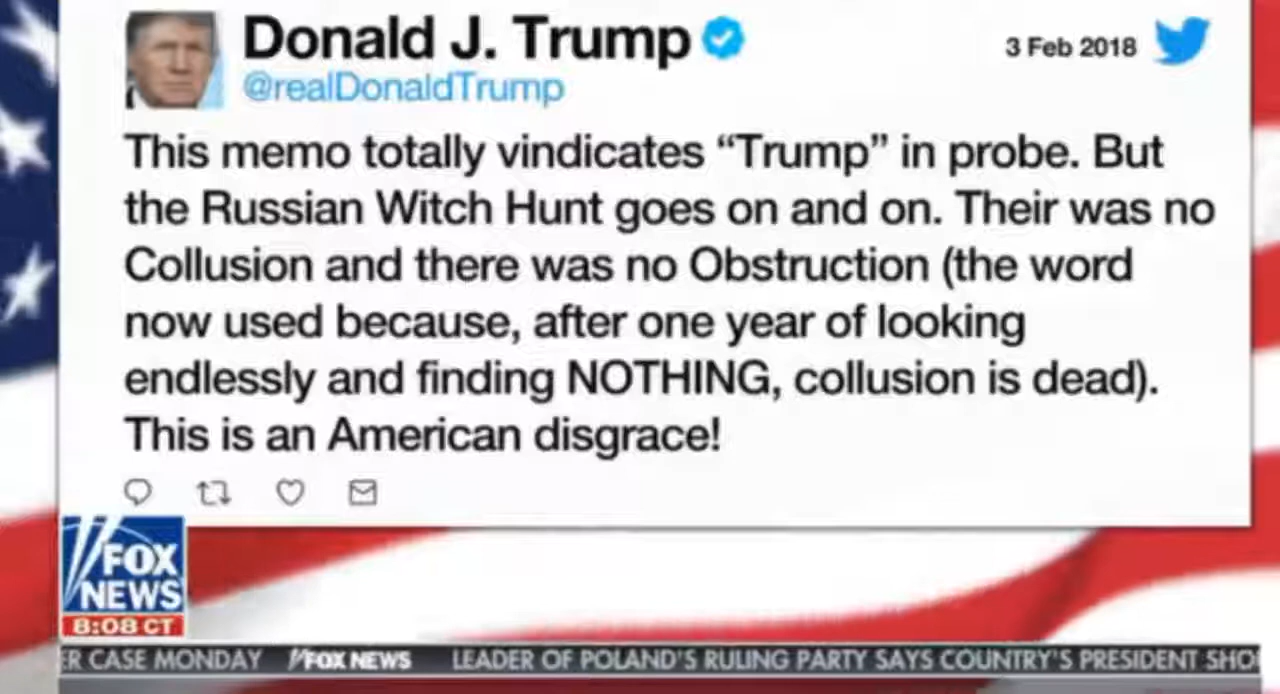 Donald J. Trump
3 Feb 2018
@realDonaldTrump
This memo totally vindicates “Trump” in probe. But
the Russian Witch Hunt goes on and on. Their was no
Collusion and there was no Obstruction (the word
now used because, after one year of looking
endlessly and finding NOTHING, collusion is dead).
This is an American disgrace!
FOX
NEWS
8:08 CT
ER CASE MONDAY FOX NEWS LEADER OF POLAND'S RULING PARTY SAYS COUNTRY'S PRESIDENT SHO